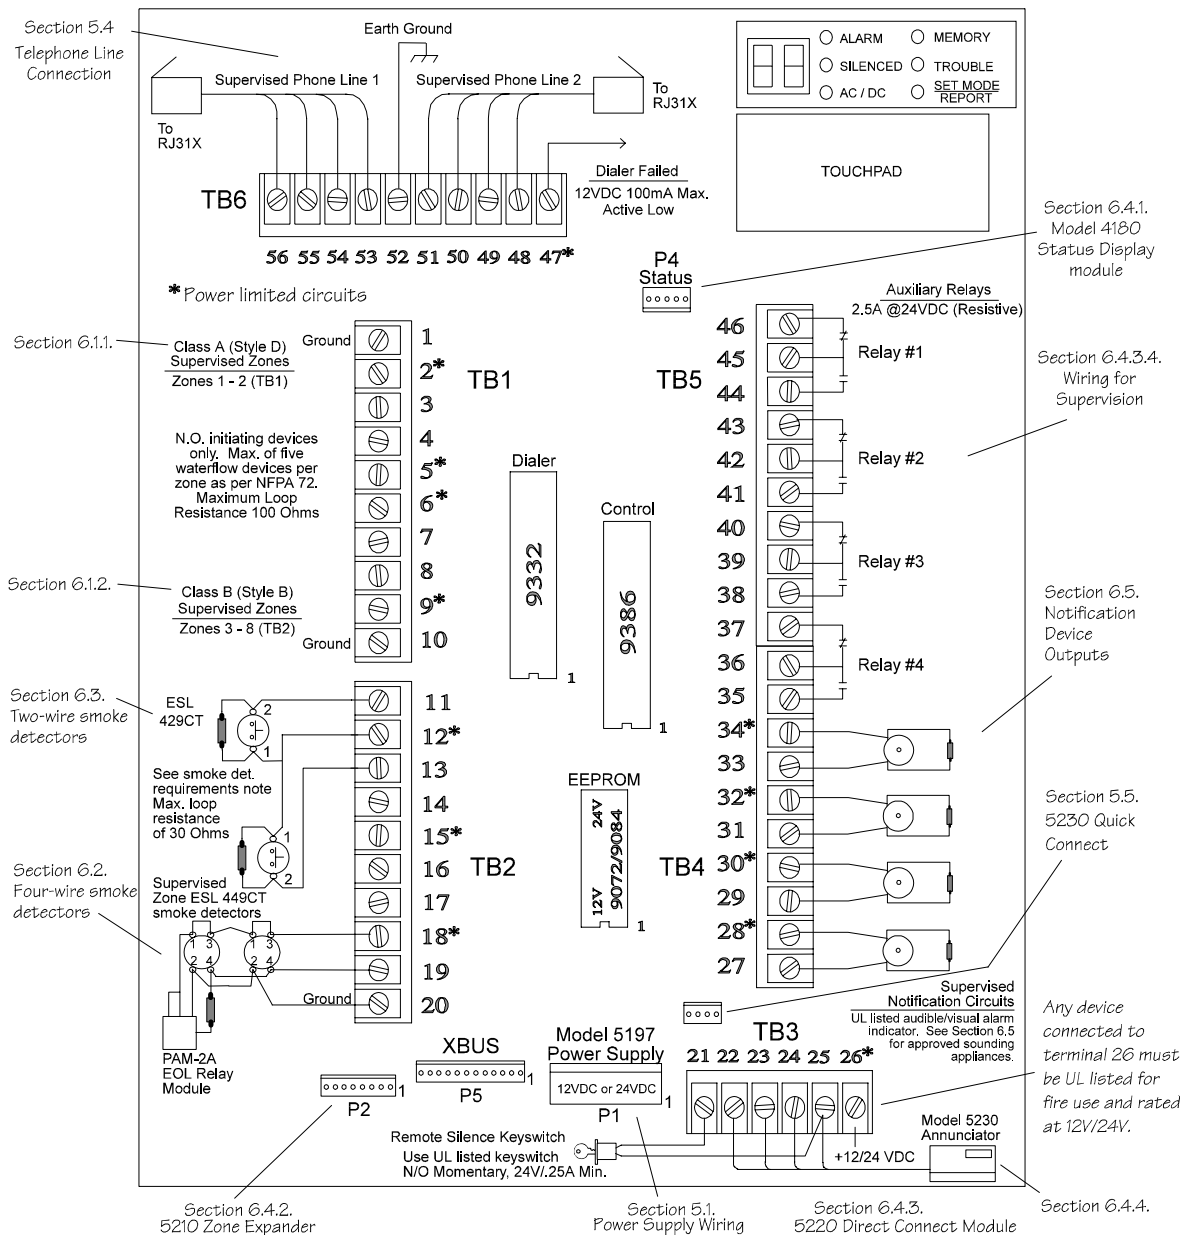 Section 5.4
Telephone Line
Connection
Earth Ground
Supervised Phone Line 1
Supervised Phone Line 2
To
RJ31X
To
RJ31X
Dialer Failed
12VDC 100mA Max.
Active Low
TB6
56 55 54 53 52 51 50 49 48 47*
*Power limited circuits
ALARM
MEMORY
SILENCED
TROUBLE
AC / DC
SET MODE
REPORT
TOUCHPAD
Section 6.4.1.
Model 4180
Status Display
module
P4
Status
Section 6.1.1.
Class A (Style D)
Supervised Zones
Zones 1 - 2 (TB1)
N.O. initiating devices
only. Max. of five
waterflow devices per
zone as per NFPA 72.
Maximum Loop
Resistance 100 Ohms
Section 6.1.2.
Class B (Style B)
Supervised Zones
Zones 3 - 8 (TB2)
Ground
1
2*
3
4
5*
6*
7
8
9*
Ground
10
TB1
Dialer
9332
1
Control
9386
1
EEPROM
12V 24V
9072/9084
1
TB5
Auxiliary Relays
2.5A @24VDC (Resistive)
46
45
44
43
42
41
40
39
38
37
36
35
Relay #1
Relay #2
Relay #3
Relay #4
Section 6.4.3.4.
Wiring for
Supervision
Section 6.5.
Notification
Device
Outputs
Section 6.3.
Two-wire smoke
detectors
ESL
429CT
2
1
See smoke det.
requirements note
Max. loop
resistance
of 30 Ohms
1
2
Section 6.2.
Four-wire smoke
detectors
Supervised
Zone ESL 449CT
smoke detectors
1 3
2 4
1 3
2 4
PAM-2A
EOL Relay
Module
11
12*
13
14
15*
16
17
18*
19
Ground
20
TB2
TB4
34*
33
32*
31
30*
29
28*
27
Section 5.5.
5230 Quick
Connect
Supervised
Notification Circuits
UL listed audible/visual alarm
indicator. See Section 6.5
for approved sounding
appliances.
Any device
connected to
terminal 26 must
be UL listed for
fire use and rated
at 12V/24V.
TB3
21 22 23 24 25 26*
+12/24 VDC
Model 5230
Annunciator
XBUS
1
P5
1
P2
Model 5197
Power Supply
12VDC or 24VDC
1
P1
Remote Silence Keyswitch
Use UL listed keyswitch
N/O Momentary, 24V/.25A Min.
Section 6.4.2.
5210 Zone Expander
Section 5.1.
Power Supply Wiring
Section 6.4.3.
5220 Direct Connect Module
Section 6.4.4.